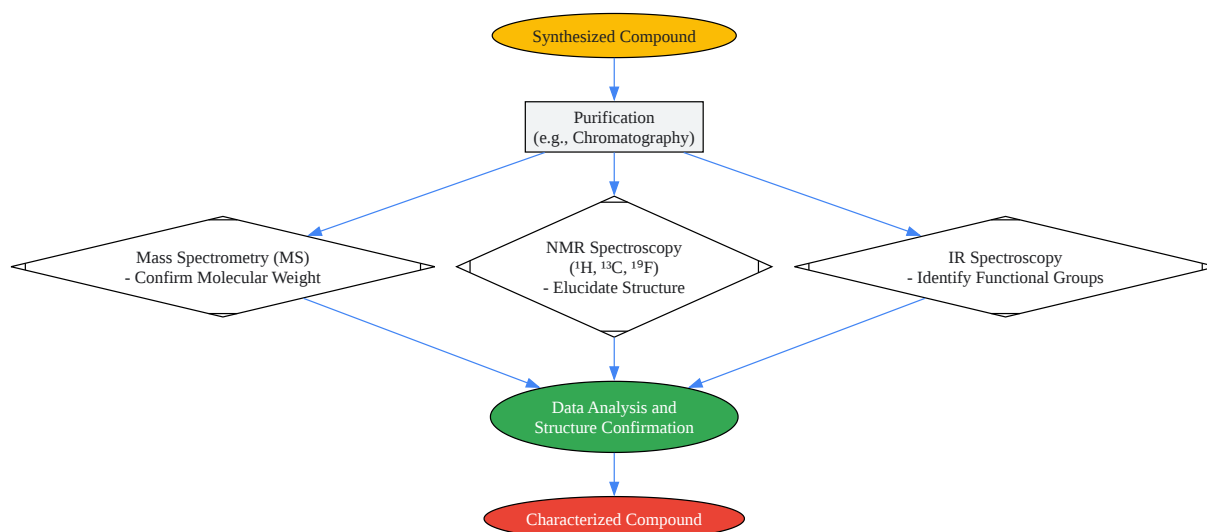 Synthesized Compound
Purification
(e.g., Chromatography)
Mass Spectrometry (MS)
- Confirm Molecular Weight
NMR Spectroscopy
(¹H, ¹³C, ¹⁹F)
- Elucidate Structure
IR Spectroscopy
- Identify Functional Groups
Data Analysis and
Structure Confirmation
Characterized Compound